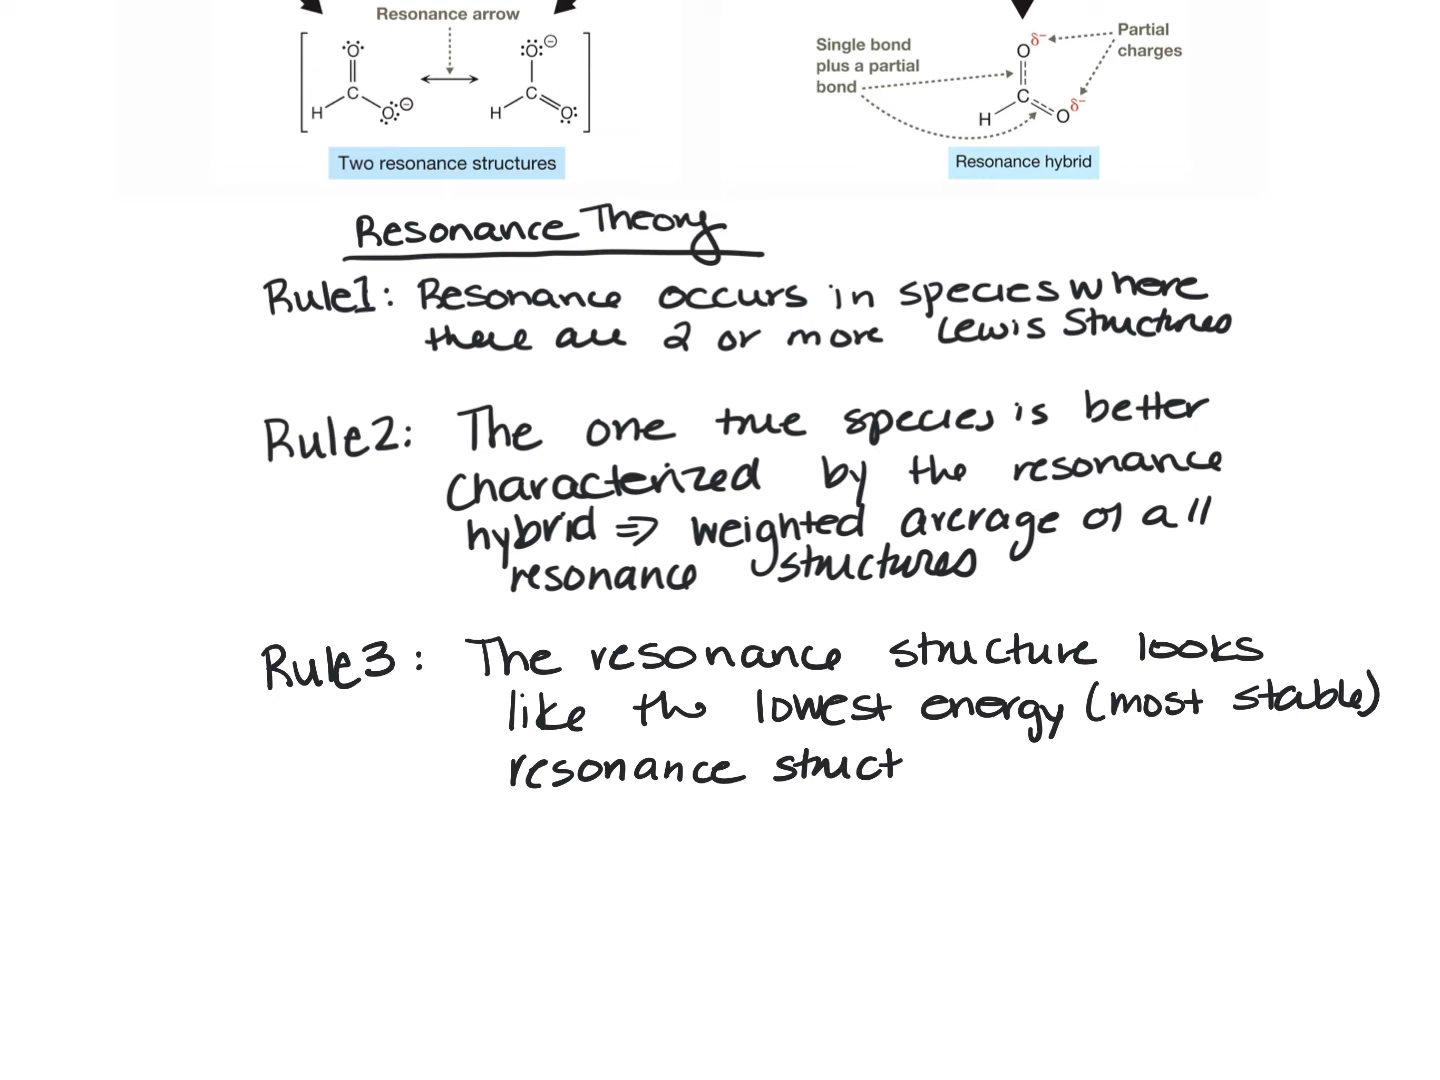 Resonance arrow
Ö
C
H
O
⊖
O
⊖
C
H
O
Two resonance structures
Single bond
plus a partial
bond
O δ-
C
H
O δ-
Partial
charges
Resonance hybrid
Resonance Theory
Rule1: Resonance occurs in species where
there are 2 or more Lewis Structures
Rule2: The one true species is better
characterized by the resonance
hybrid ⇒ weighted average of all
resonance structures
Rule3: The resonance structure looks
like the lowest energy (most stable)
resonance struct